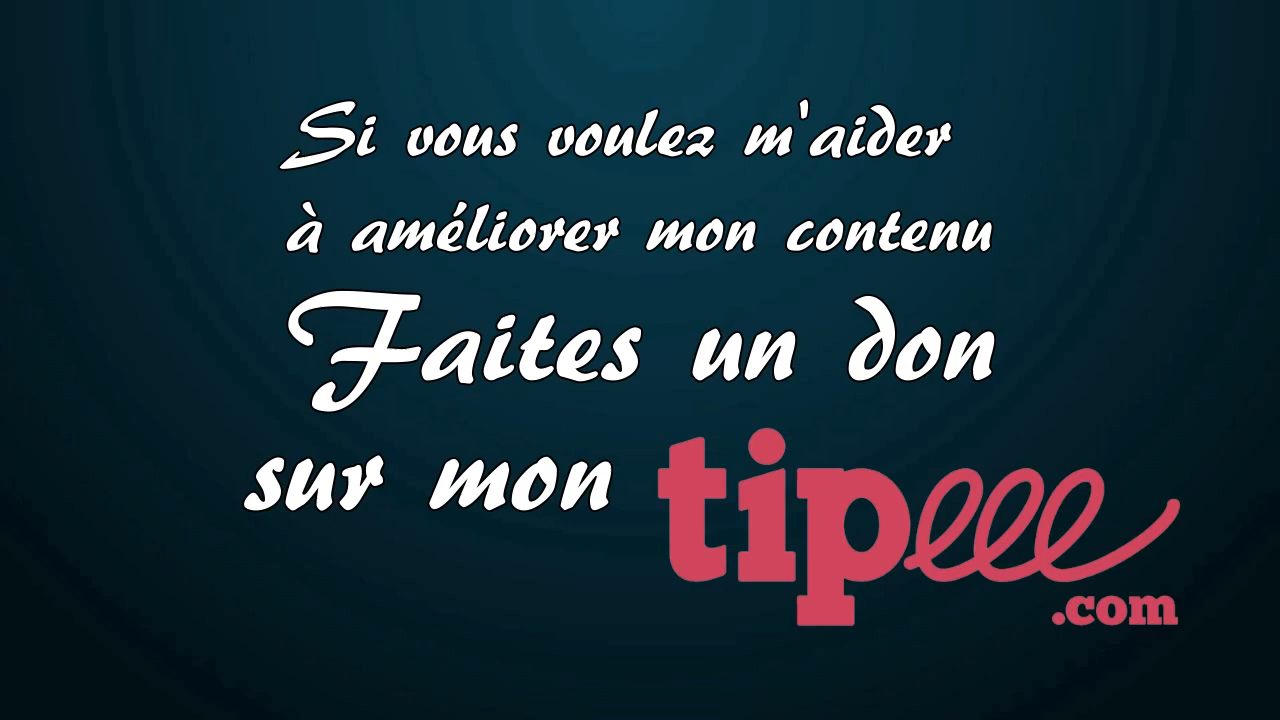 Si vous voulez m'aider
à améliorer mon contenu
Faites un don
sur mon tipeee
.com